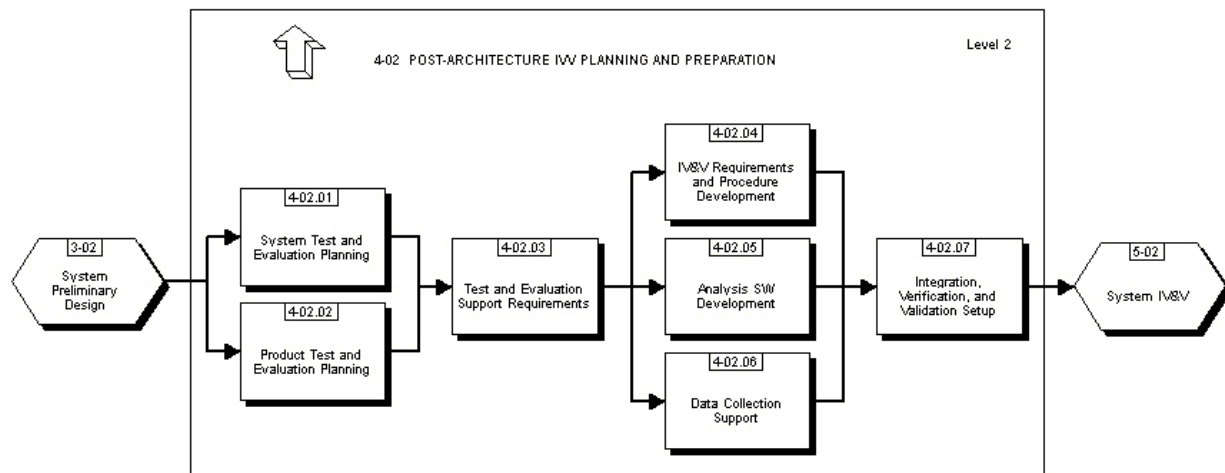 Level 2
4-02 POST-ARCHITECTURE IVV PLANNING AND PREPARATION
3-02
System
Preliminary
Design
4-02.01
System Test and
Evaluation Planning
4-02.02
Product Test and
Evaluation Planning
4-02.03
Test and Evaluation
Support Requirements
4-02.04
IV&V Requirements
and Procedure
Development
4-02.05
Analysis SW
Development
4-02.06
Data Collection
Support
4-02.07
Integration,
Verification, and
Validation Setup
5-02
System IV&V